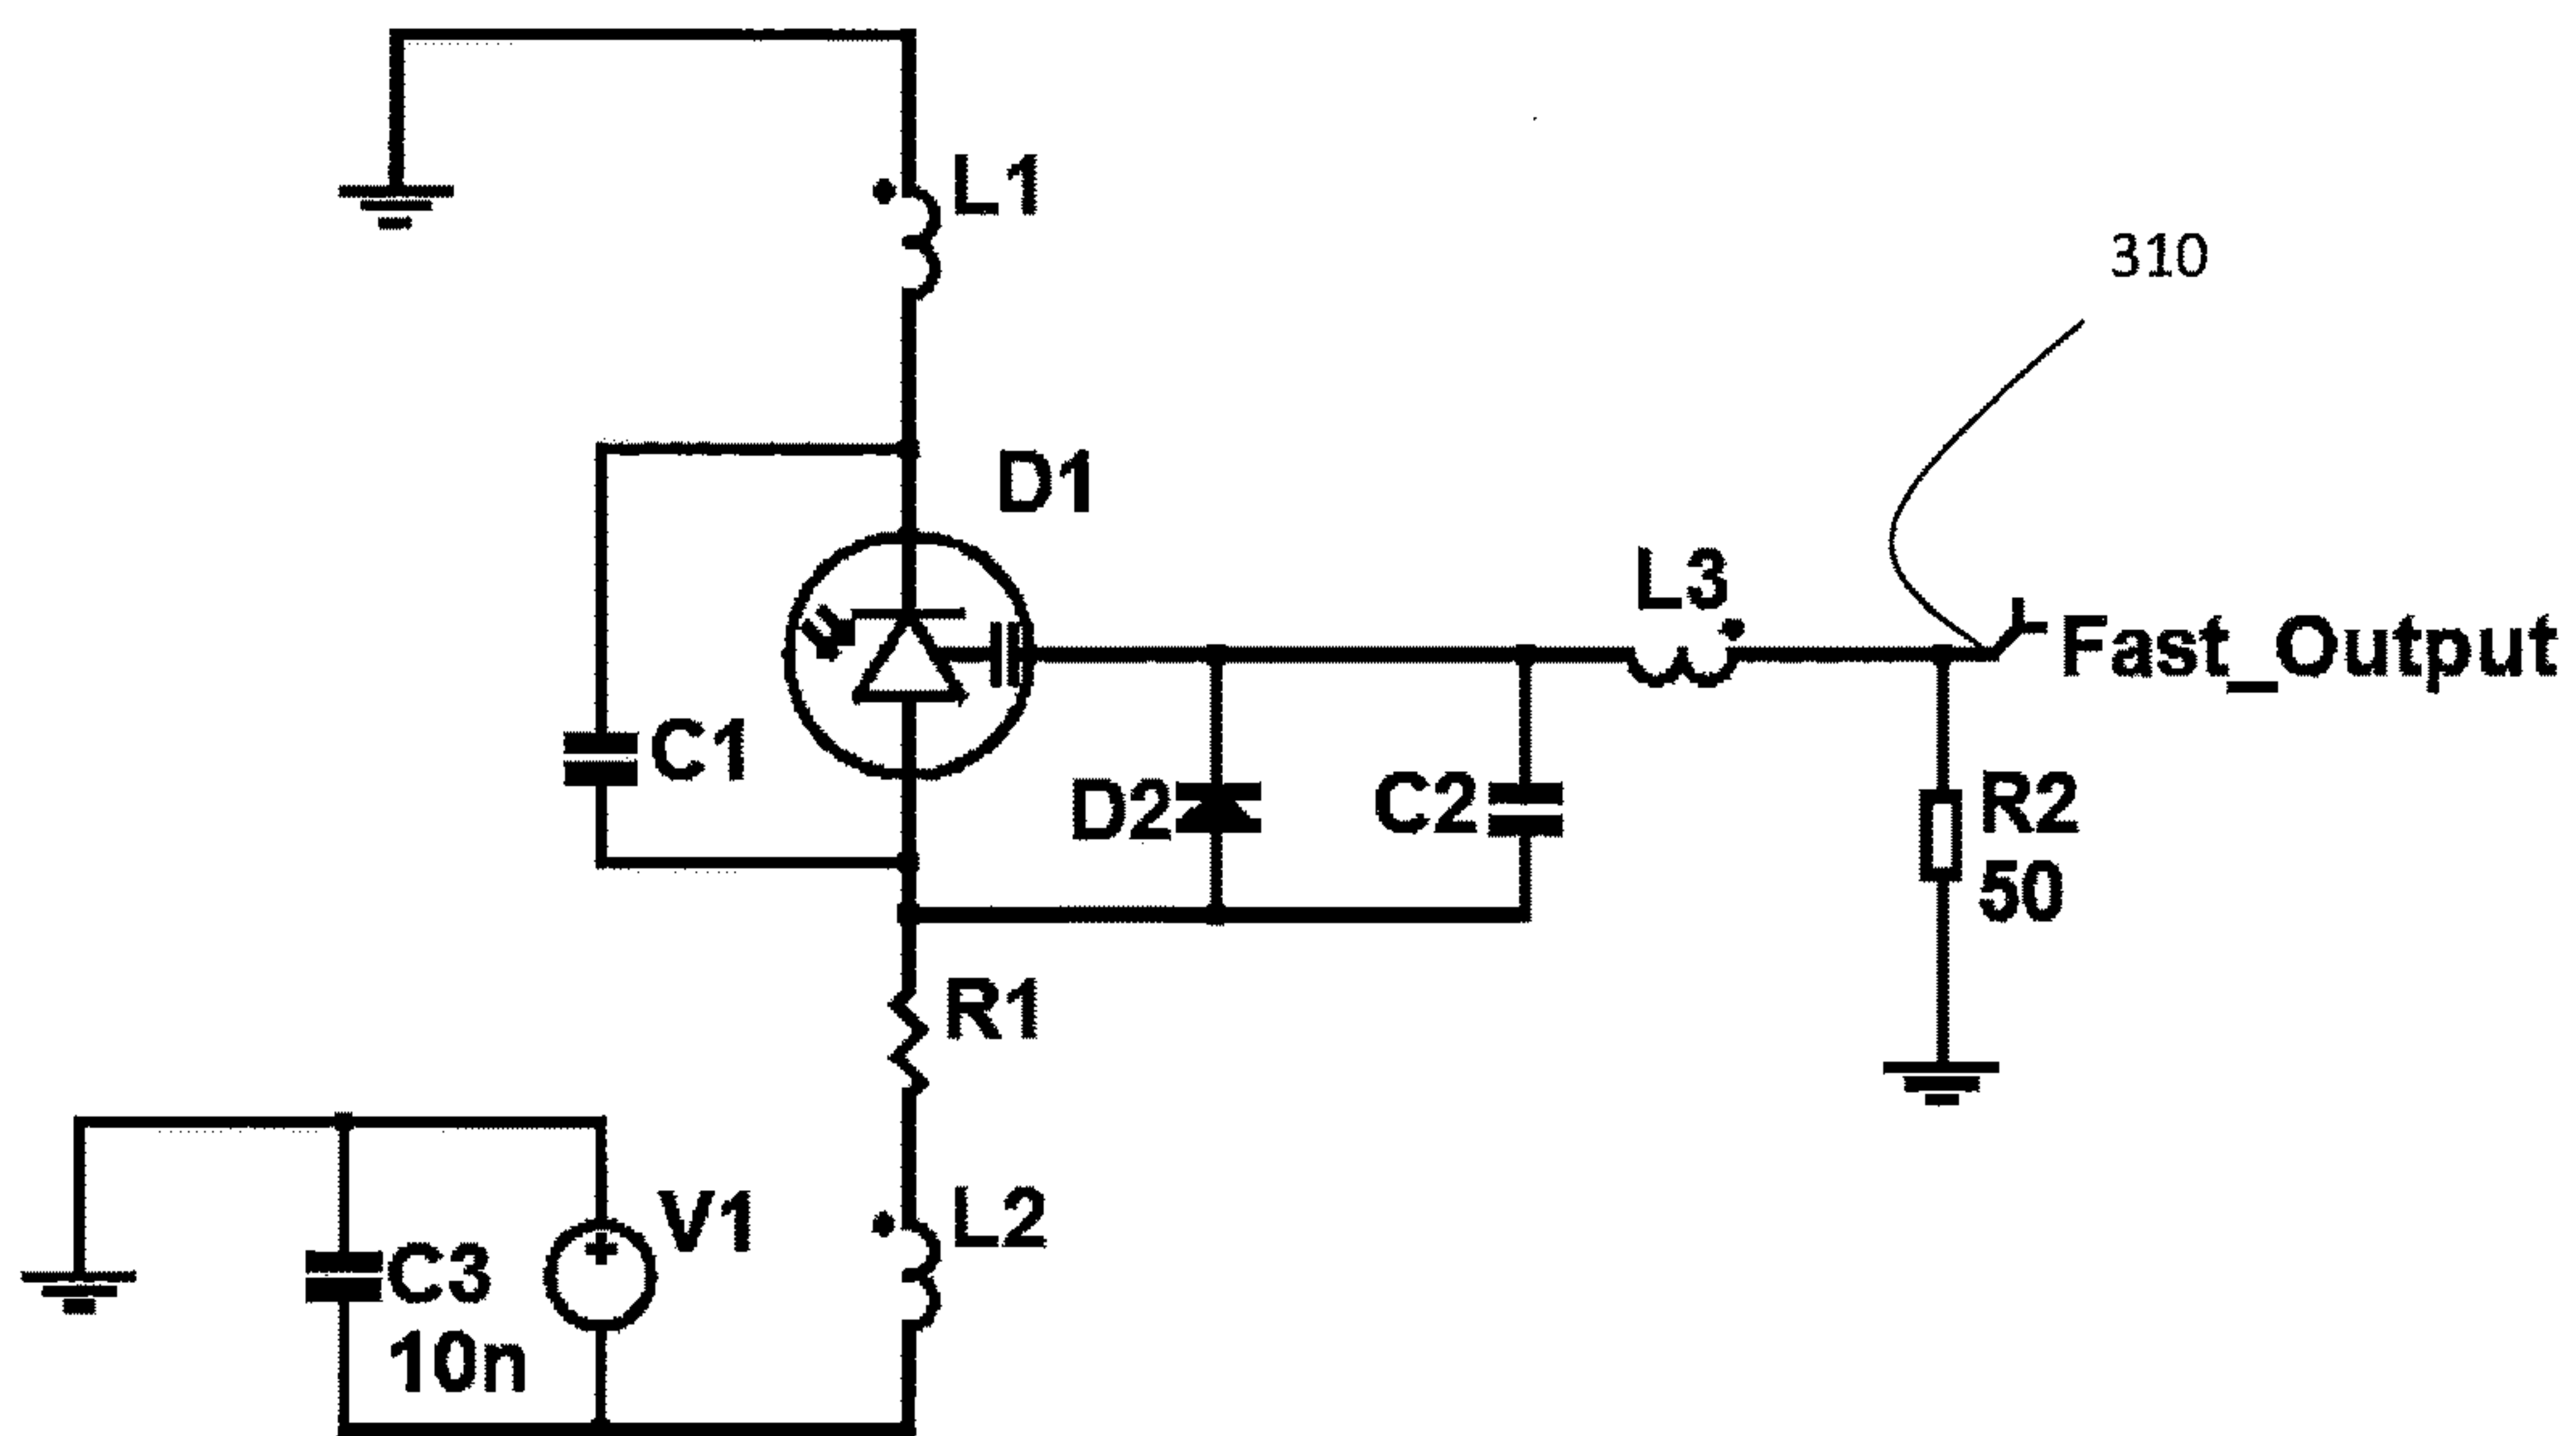 L1
310
D1
L3
Fast_Output
C1
D2
C2
R2
50
R1
V1
L2
C3
10n